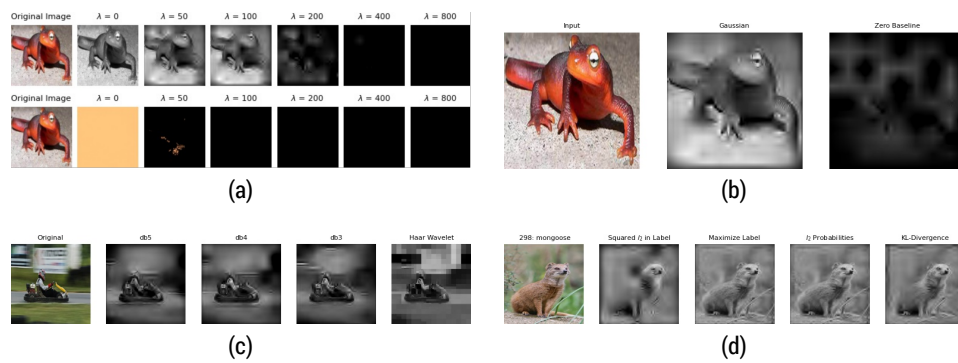 Original Image λ = 0 λ = 50 λ = 100 λ = 200 λ = 400 λ = 800
Original Image λ = 0 λ = 50 λ = 100 λ = 200 λ = 400 λ = 800
(a)
Input Gaussian Zero Baseline
(b)
Original db5 db4 db3 Haar Wavelet
(c)
298: mongoose Squared l₂ in Label Maximize Label l₂ Probabilities KL-Divergence
(d)